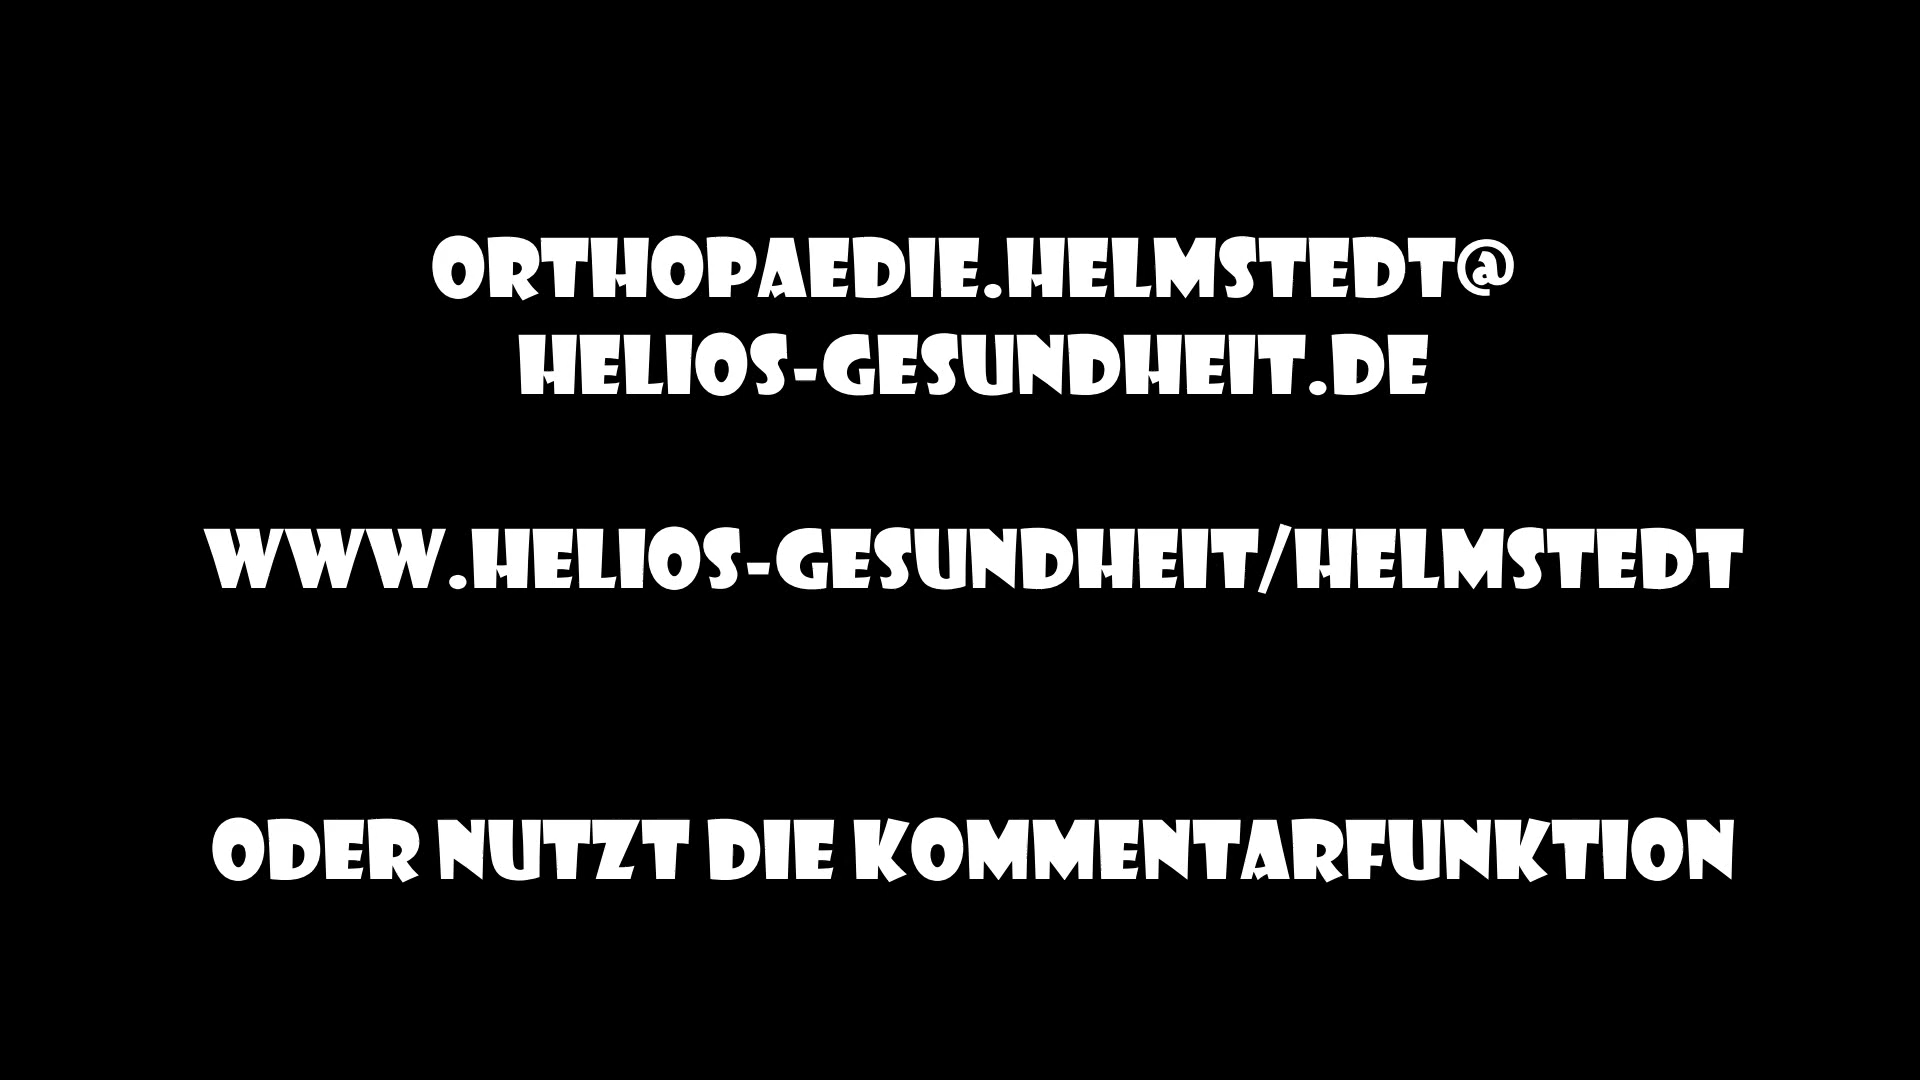 ORTHOPAEDIE.HELMSTEDT@
HELIOS-GESUNDHEIT.DE
WWW.HELIOS-GESUNDHEIT/HELMSTEDT
ODER NUTZT DIE KOMMENTARFUNKTION